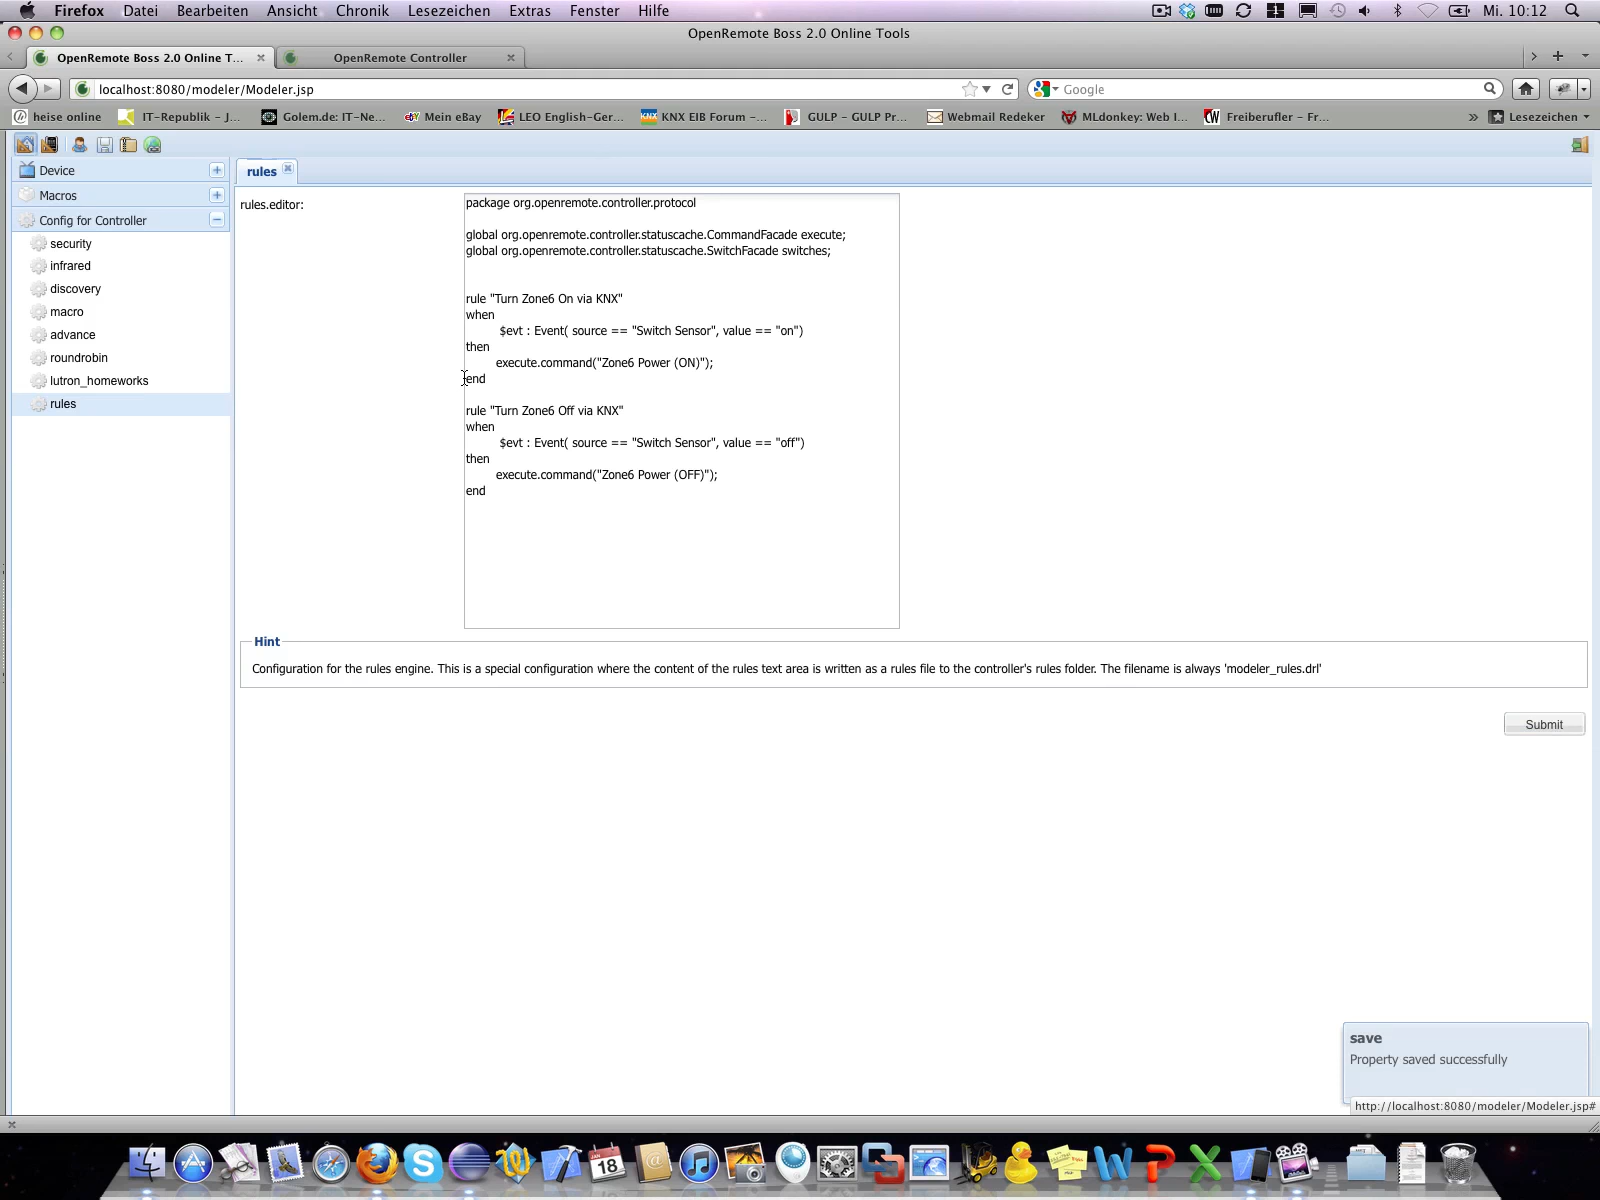 Firefox Datei Bearbeiten Ansicht Chronik Lesezeichen Extras Fenster Hilfe Mi. 10:12
OpenRemote Boss 2.0 Online Tools
OpenRemote Boss 2.0 Online T... OpenRemote Controller
localhost:8080/modeler/Modeler.jsp Google
heise online IT-Republik - J... Golem.de: IT-Ne... Mein eBay LEO English-Ger... KNX EIB Forum -... GULP - GULP Pr... Webmail Redeker MLdonkey: Web I... Freiberufler - Fr... Lesezeichen
Device
Macros
Config for Controller
security
infrared
discovery
macro
advance
roundrobin
lutron_homeworks
rules
rules
rules.editor:
package org.openremote.controller.protocol
global org.openremote.controller.statuscache.CommandFacade execute;
global org.openremote.controller.statuscache.SwitchFacade switches;
rule "Turn Zone6 On via KNX"
when
$evt : Event( source == "Switch Sensor", value == "on")
then
execute.command("Zone6 Power (ON)");
end
rule "Turn Zone6 Off via KNX"
when
$evt : Event( source == "Switch Sensor", value == "off")
then
execute.command("Zone6 Power (OFF)");
end
Hint
Configuration for the rules engine. This is a special configuration where the content of the rules text area is written as a rules file to the controller's rules folder. The filename is always 'modeler_rules.drl'
Submit
save
Property saved successfully
http://localhost:8080/modeler/Modeler.jsp#
JAN
18